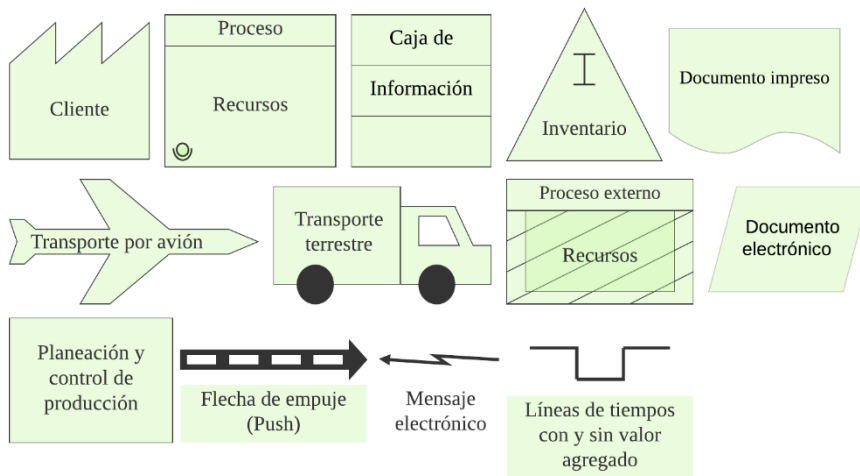 Cliente
Proceso
Recursos
Caja de
Información
I
Inventario
Documento impreso
Transporte por avión
Transporte
terrestre
Proceso externo
Recursos
Documento
electrónico
Planeación y
control de
producción
Flecha de empuje
(Push)
Mensaje
electrónico
Líneas de tiempos
con y sin valor
agregado